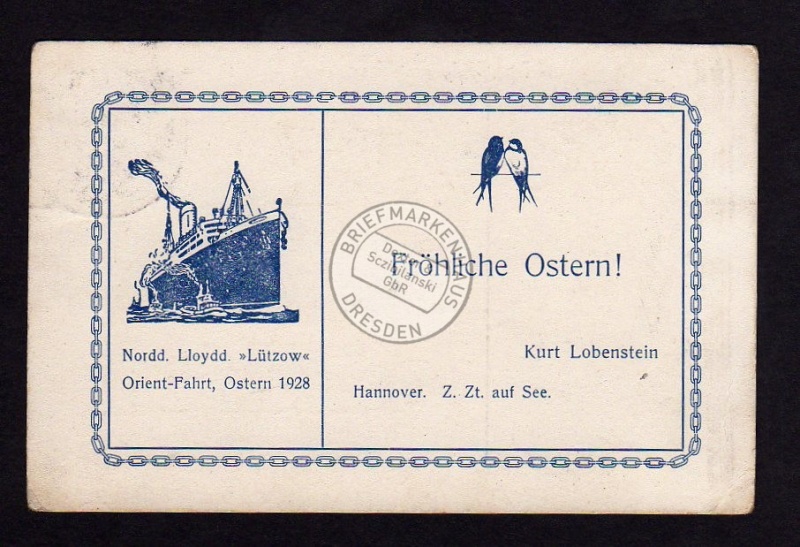 Fröhliche Ostern!
Kurt Lobenstein
Hannover. Z. Zt. auf See.
Nordd. Lloydd. »Lützow«
Orient-Fahrt, Ostern 1928
BRIEFMARKENHAUS
GbR
DRESDEN